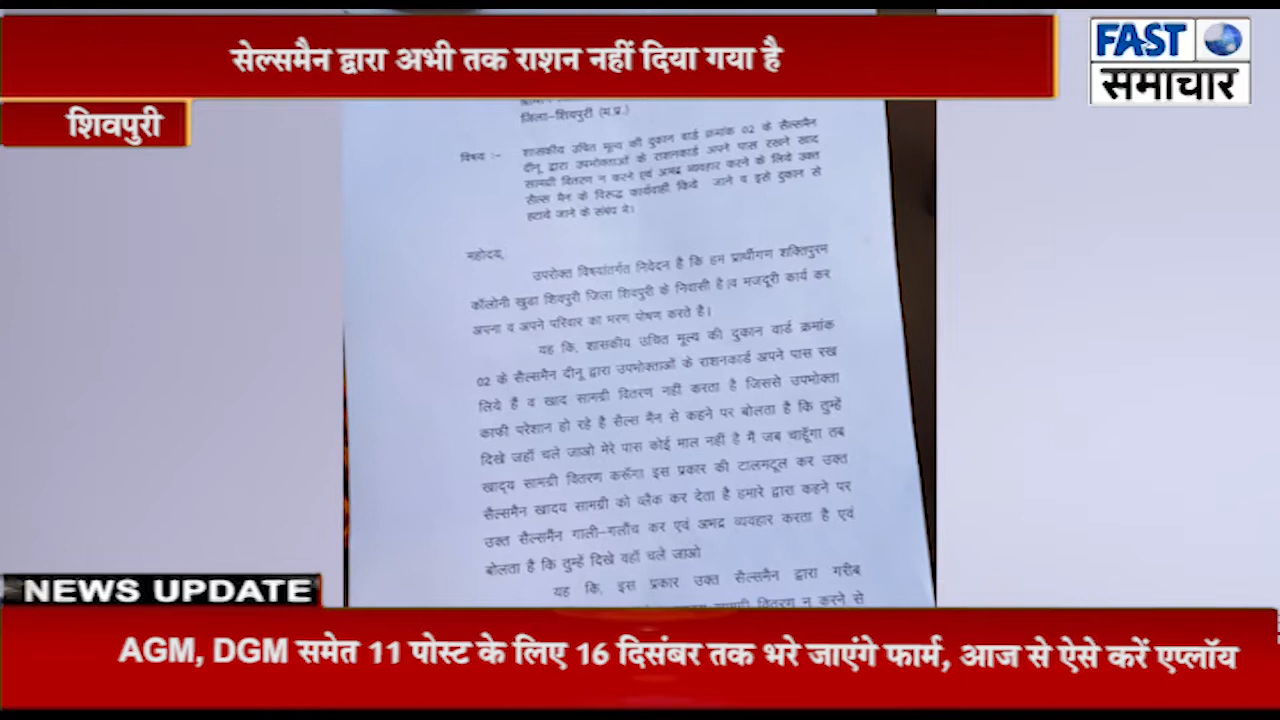 सेल्समैन द्वारा अभी तक राशन नहीं दिया गया है
FAST
समाचार
शिवपुरी
जिला-शिवपुरी (म.प्र.)
विषय :- शासकीय उचित मूल्य की दुकान वार्ड क्रमांक 02 के सैल्समैन
दीनू द्वारा उपभोक्ताओं के राशनकार्ड अपने पास रखने खाद
सामग्री वितरण न करने एवं अभद्र व्यवहार करने के लिये उक्त
सैल्स मैन के विरूद्ध कार्यवाही किये जाने व इसे दुकान से
हटाये जाने के संबंध मे।
महोदय,
उपरोक्त विषयांतर्गत निवेदन है कि हम प्रार्थीगण शक्तिपुरम
कॉलोनी खुडा शिवपुरी जिला शिवपुरी के निवासी है।व मजदूरी कार्य कर
अपना व अपने परिवार का भरण पोषण करते है।
यह कि, शासकीय उचित मूल्य की दुकान वार्ड क्रमांक
02 के सैल्समैन दीनू द्वारा उपभोक्ताओं के राशनकार्ड अपने पास रख
लिये हैं व खाद सामग्री वितरण नहीं करता है जिससे उपभोक्ता
काफी परेशान हो रहे है सैल्स मैन से कहने पर बोलता है कि तुम्हें
दिखे जहाँ चले जाओ मेरे पास कोई माल नहीं है मैं जब चाहूँगा तब
खाद्य सामग्री वितरण करूँगा इस प्रकार की टालमटूल कर उक्त
सैल्समैन खादय सामग्री को ब्लैक कर देता है हमारे द्वारा कहने पर
उक्त सैल्समैंन गाली-गलौंच कर एवं अभद्र व्यवहार करता है एवं
बोलता है कि तुम्हें दिखे वहाँ चले जाओ
यह कि, इस प्रकार उक्त सैल्समैन द्वारा गरीब
सामग्री वितरण न करने से
NEWS UPDATE
AGM, DGM समेत 11 पोस्ट के लिए 16 दिसंबर तक भरे जाएंगे फार्म, आज से ऐसे करें एप्लॉय